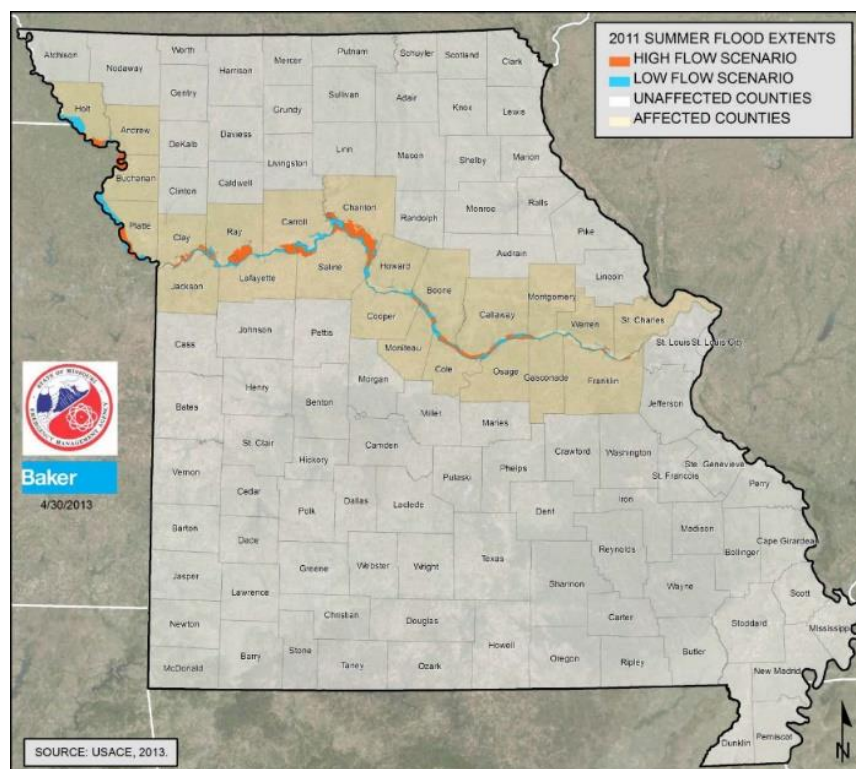 2011 SUMMER FLOOD EXTENTS
HIGH FLOW SCENARIO
LOW FLOW SCENARIO
UNAFFECTED COUNTIES
AFFECTED COUNTIES
Atchison
Nodaway
Worth
Harrison
Mercer
Putnam
Schuyler
Scotland
Clark
Gentry
Sullivan
Adair
Knox
Lewis
Holt
Andrew
DeKalb
Daviess
Grundy
Livingston
Linn
Macon
Shelby
Marion
Buchanan
Clinton
Caldwell
Chariton
Randolph
Monroe
Ralls
Pike
Platte
Clay
Ray
Carroll
Audrain
Lincoln
Jackson
Lafayette
Saline
Howard
Boone
Callaway
Montgomery
Warren
St. Charles
Cooper
Moniteau
Cole
Osage
Gasconade
Franklin
St. Louis
St. Louis City
Cass
Johnson
Pettis
Morgan
Miller
Maries
Jefferson
Bates
Henry
Benton
Camden
Crawford
Washington
St. Clair
Hickory
Pulaski
Phelps
St. Francois
Ste. Genevieve
Perry
Vernon
Cedar
Polk
Dallas
Laclede
Dent
Iron
Madison
Cape Girardeau
Bollinger
Barton
Dade
Greene
Webster
Wright
Texas
Reynolds
Shannon
Wayne
Jasper
Lawrence
Christian
Douglas
Carter
Scott
Stoddard
Mississippi
Newton
McDonald
Barry
Stone
Taney
Ozark
Howell
Oregon
Ripley
Butler
New Madrid
Dunklin
Pemiscot
STATE OF MISSOURI
EMERGENCY MANAGEMENT AGENCY
Baker
4/30/2013
SOURCE: USACE, 2013.
N